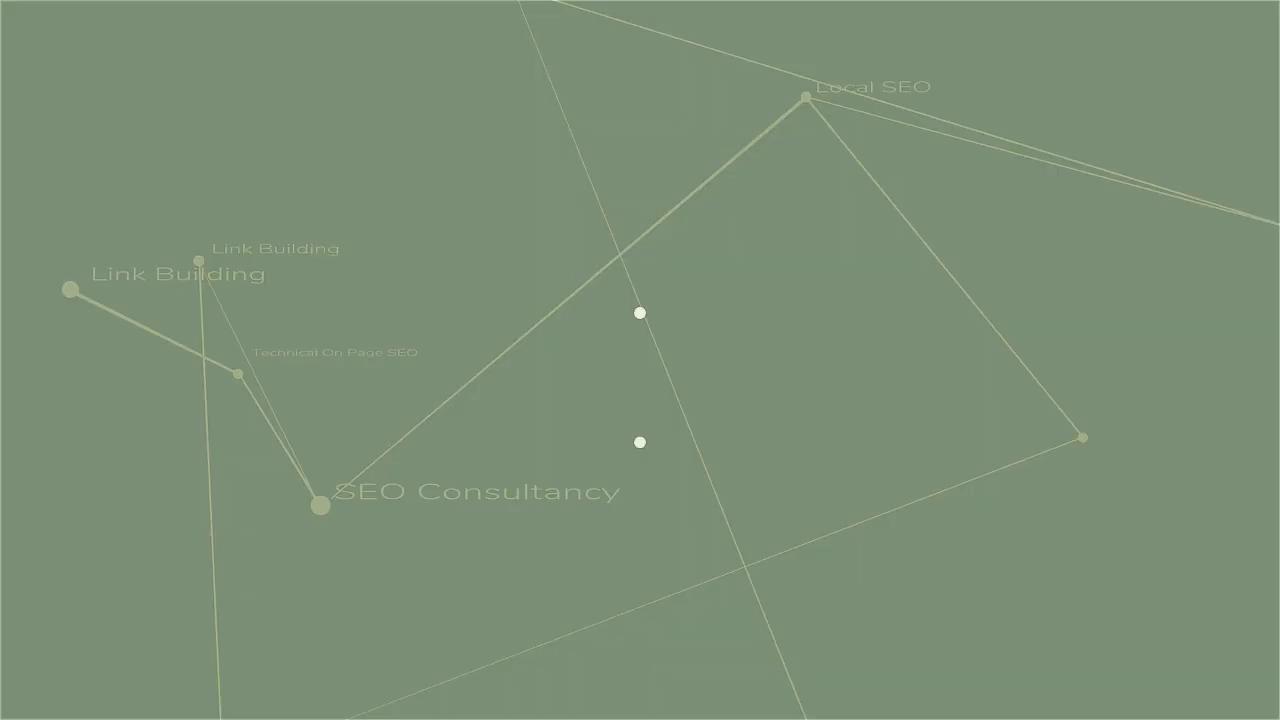 Local SEO
Link Building
Link Building
Technical On Page SEO
SEO Consultancy